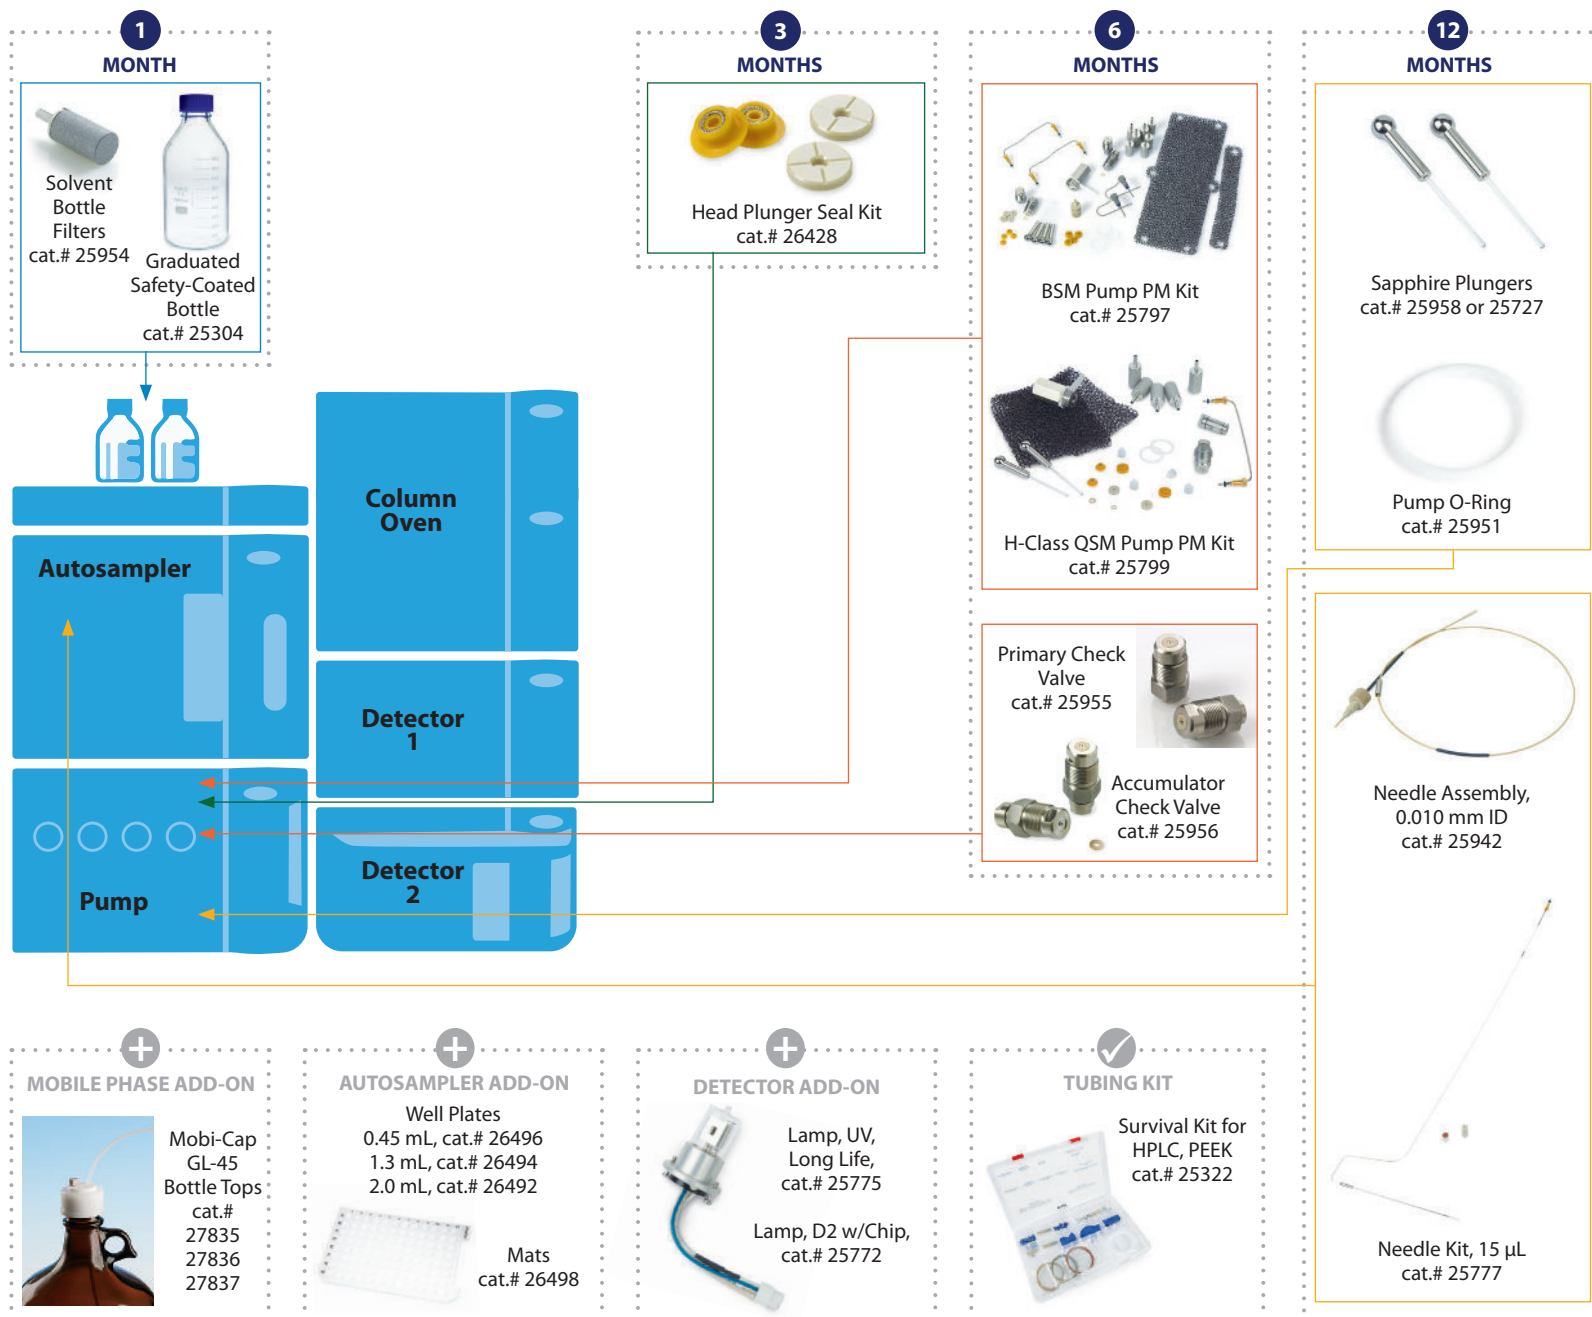 1
MONTH
Solvent
Bottle
Filters
cat.# 25954
Graduated
Safety-Coated
Bottle
cat.# 25304
3
MONTHS
Head Plunger Seal Kit
cat.# 26428
6
MONTHS
BSM Pump PM Kit
cat.# 25797
H-Class QSM Pump PM Kit
cat.# 25799
Primary Check
Valve
cat.# 25955
Accumulator
Check Valve
cat.# 25956
12
MONTHS
Sapphire Plungers
cat.# 25958 or 25727
Pump O-Ring
cat.# 25951
Needle Assembly,
0.010 mm ID
cat.# 25942
Needle Kit, 15 µL
cat.# 25777
Autosampler
Pump
Column
Oven
Detector
1
Detector
2
MOBILE PHASE ADD-ON
Mobi-Cap
GL-45
Bottle Tops
cat.#
27835
27836
27837
AUTOSAMPLER ADD-ON
Well Plates
0.45 mL, cat.# 26496
1.3 mL, cat.# 26494
2.0 mL, cat.# 26492
Mats
cat.# 26498
DETECTOR ADD-ON
Lamp, UV,
Long Life,
cat.# 25775
Lamp, D2 w/Chip,
cat.# 25772
TUBING KIT
Survival Kit for
HPLC, PEEK
cat.# 25322